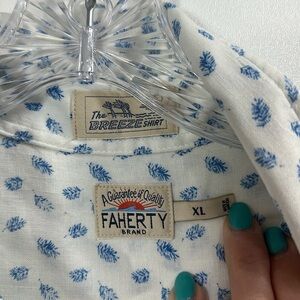 The
BREEZE SHIRT
A Guarantee of Quality
FAHERTY
BRAND
XL